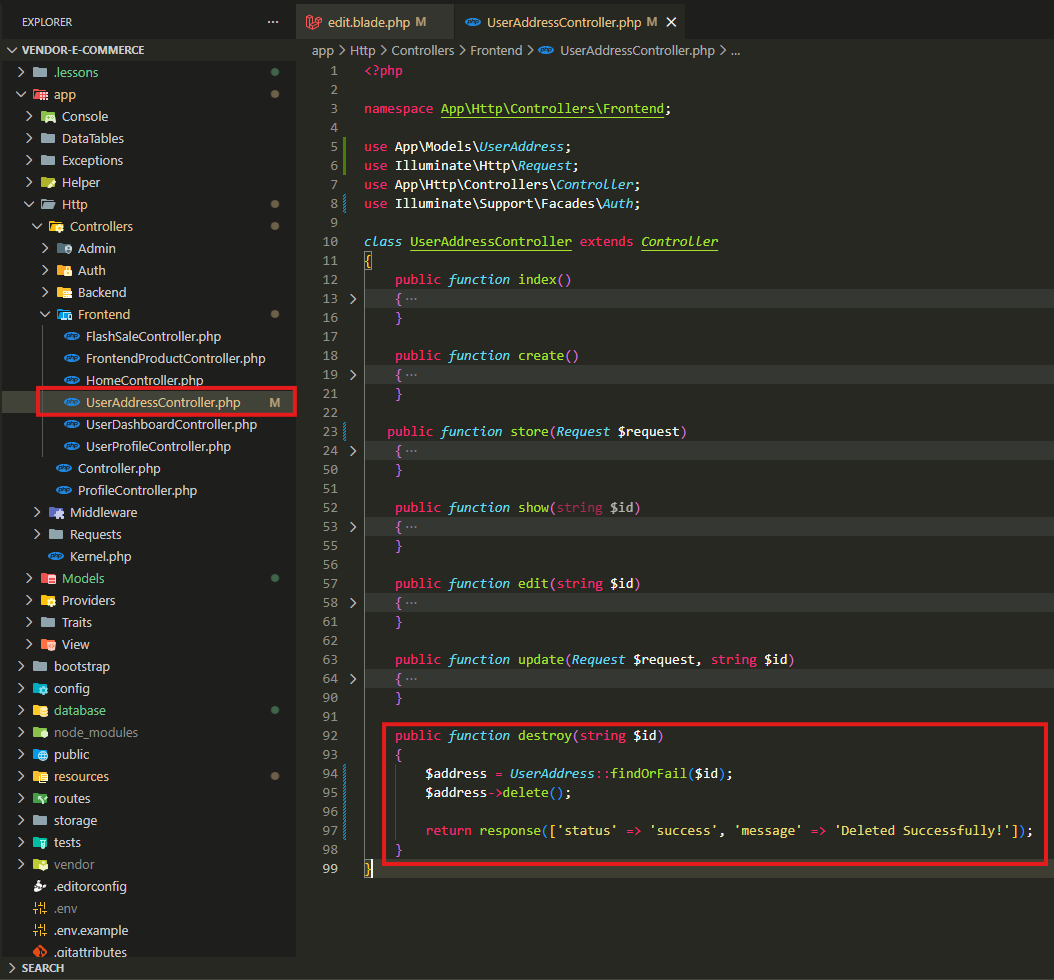 EXPLORER ···
VENDOR-E-COMMERCE
.lessons
app
Console
DataTables
Exceptions
Helper
Http
Controllers
Admin
Auth
Backend
Frontend
FlashSaleController.php
FrontendProductController.php
HomeController.php
UserAddressController.php M
UserDashboardController.php
UserProfileController.php
Controller.php
ProfileController.php
Middleware
Requests
Kernel.php
Models
Providers
Traits
View
bootstrap
config
database
node_modules
public
resources
routes
storage
tests
vendor
.editorconfig
.env
.env.example
.gitattributes
SEARCH
edit.blade.php M UserAddressController.php M
app > Http > Controllers > Frontend > UserAddressController.php > ...
1 <?php
2
3 namespace App\Http\Controllers\Frontend;
4
5 use App\Models\UserAddress;
6 use Illuminate\Http\Request;
7 use App\Http\Controllers\Controller;
8 use Illuminate\Support\Facades\Auth;
9
10 class UserAddressController extends Controller
11 {
12 public function index()
13 { ···
16 }
17
18 public function create()
19 { ···
21 }
22
23 public function store(Request $request)
24 { ···
50 }
51
52 public function show(string $id)
53 { ···
55 }
56
57 public function edit(string $id)
58 { ···
61 }
62
63 public function update(Request $request, string $id)
64 { ···
90 }
91
92 public function destroy(string $id)
93 {
94 $address = UserAddress::findOrFail($id);
95 $address->delete();
96
97 return response(['status' => 'success', 'message' => 'Deleted Successfully!']);
98 }
99 }